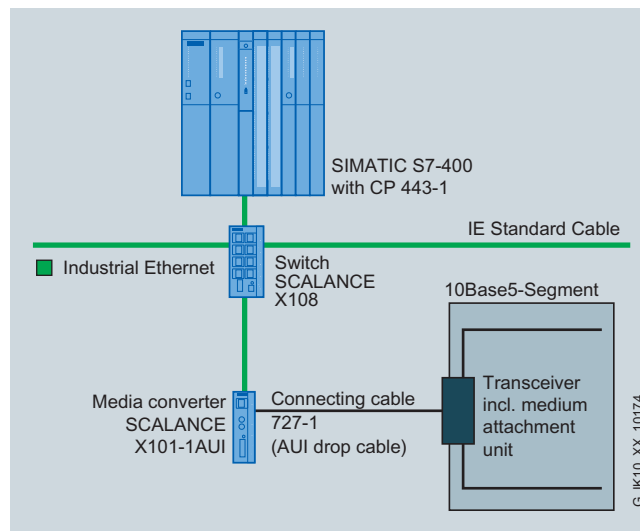 SIMATIC S7-400
with CP 443-1
IE Standard Cable
Industrial Ethernet
Switch
SCALANCE
X108
10Base5-Segment
Media converter
SCALANCE
X101-1AUI
Connecting cable
727-1
(AUI drop cable)
Transceiver
incl. medium
attachment
unit
G_IK10_XX_10174